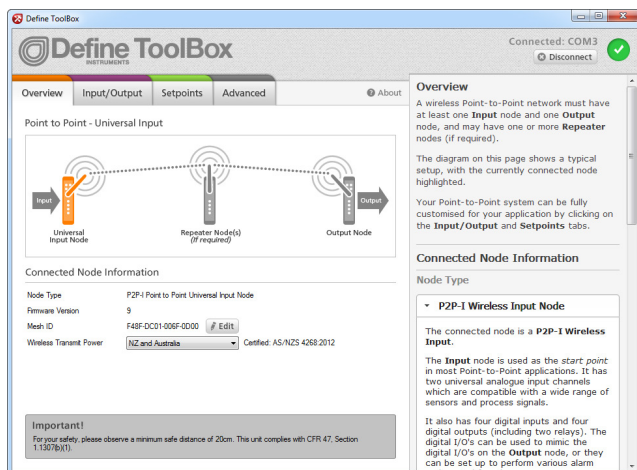 Define ToolBox
Define ToolBox
INSTRUMENTS
Connected: COM3
Disconnect
Overview
Input/Output
Setpoints
Advanced
About
Point to Point - Universal Input
Input
Output
Universal
Input Node
Repeater Node(s)
(If required)
Output Node
Connected Node Information
Node Type P2P-I Point to Point Universal Input Node
Firmware Version 9
Mesh ID F48F-DC01-006F-0D00 Edit
Wireless Transmit Power NZ and Australia Certified: AS/NZS 4268:2012
Important!
For your safety, please observe a minimum safe distance of 20cm. This unit complies with CFR 47, Section
1.1307(b)(1).
Overview
A wireless Point-to-Point network must have
at least one Input node and one Output
node, and may have one or more Repeater
nodes (if required).
The diagram on this page shows a typical
setup, with the currently connected node
highlighted.
Your Point-to-Point system can be fully
customised for your application by clicking on
the Input/Output and Setpoints tabs.
Connected Node Information
Node Type
P2P-I Wireless Input Node
The connected node is a P2P-I Wireless
Input.
The Input node is used as the start point
in most Point-to-Point applications. It has
two universal analogue input channels
which are compatible with a wide range of
sensors and process signals.
It also has four digital inputs and four
digital outputs (including two relays). The
digital I/O's can be used to mimic the
digital I/O's on the Output node, or they
can be set up to perform various alarm